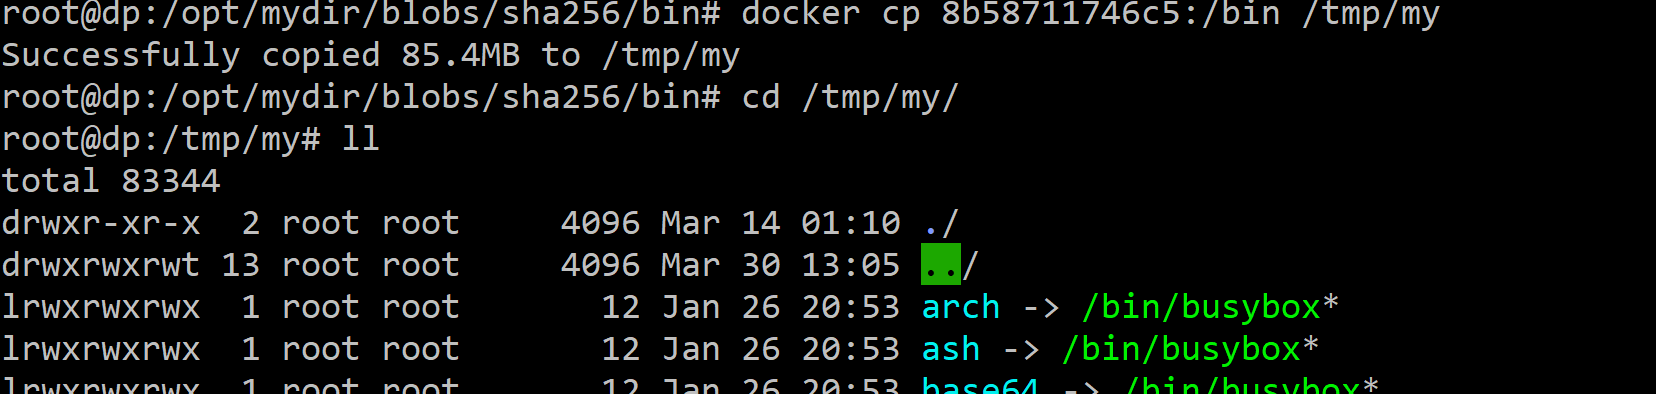 root@dp:/opt/mydir/blobs/sha256/bin# docker cp 8b58711746c5:/bin /tmp/my
Successfully copied 85.4MB to /tmp/my
root@dp:/opt/mydir/blobs/sha256/bin# cd /tmp/my/
root@dp:/tmp/my# ll
total 83344
drwxr-xr-x  2 root root     4096 Mar 14 01:10 ./
drwxrwxrwt 13 root root     4096 Mar 30 13:05 ../
lrwxrwxrwx  1 root root       12 Jan 26 20:53 arch -> /bin/busybox*
lrwxrwxrwx  1 root root       12 Jan 26 20:53 ash -> /bin/busybox*
lrwxrwxrwx  1 root root       12 Jan 26 20:53 base64 -> /bin/busybox*